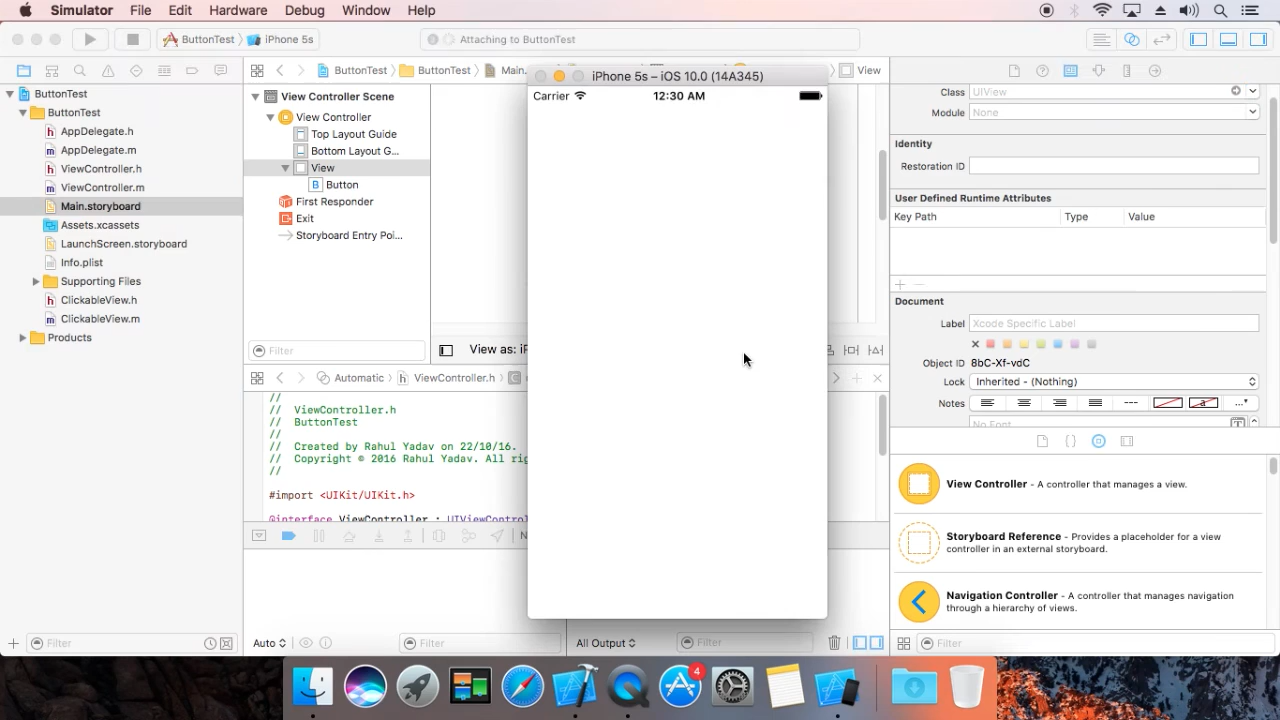 Simulator File Edit Hardware Debug Window Help
ButtonTest iPhone 5s
Attaching to ButtonTest
ButtonTest
ButtonTest
AppDelegate.h
AppDelegate.m
ViewController.h
ViewController.m
Main.storyboard
Assets.xcassets
LaunchScreen.storyboard
Info.plist
Supporting Files
ClickableView.h
ClickableView.m
Products
Filter
ButtonTest ButtonTest Main. View
View Controller Scene
View Controller
Top Layout Guide
Bottom Layout G...
View
B Button
First Responder
Exit
Storyboard Entry Poi...
Filter
View as: iP
Automatic ViewController.h
//
// ViewController.h
// ButtonTest
//
// Created by Rahul Yadav on 22/10/16.
// Copyright © 2016 Rahul Yadav. All rig
//
#import <UIKit/UIKit.h>
@interface ViewController : UIViewContro
Auto Filter
All Output Filter
iPhone 5s – iOS 10.0 (14A345)
Carrier 12:30 AM
Class UIView
Module None
Identity
Restoration ID
User Defined Runtime Attributes
Key Path Type Value
Document
Label Xcode Specific Label
Object ID 8bC-Xf-vdC
Lock Inherited - (Nothing)
Notes
No Font
View Controller - A controller that manages a view.
Storyboard Reference - Provides a placeholder for a view
controller in an external storyboard.
Navigation Controller - A controller that manages navigation
through a hierarchy of views.
Filter
4